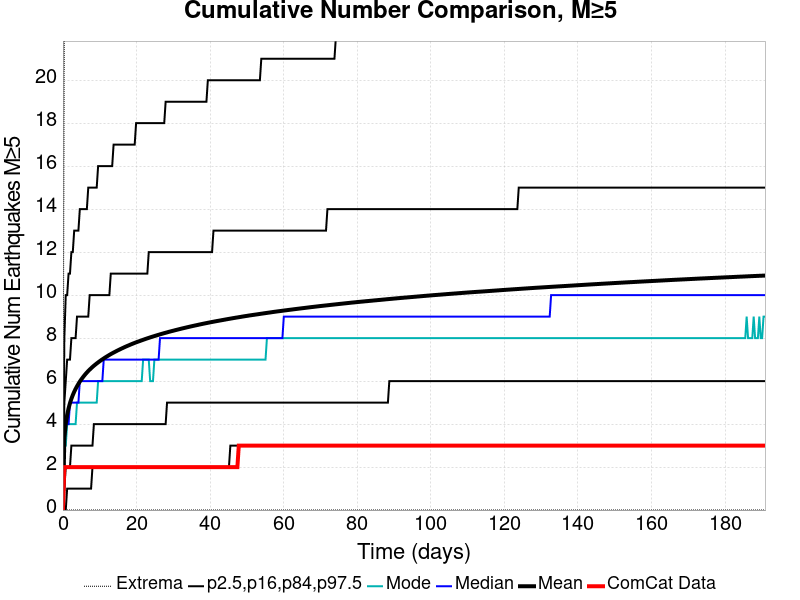 Cumulative Number Comparison, M≥5
Cumulative Num Earthquakes M≥5
20
18
16
14
12
10
8
6
4
2
0
0 20 40 60 80 100 120 140 160 180
Time (days)
Extrema p2.5,p16,p84,p97.5 Mode Median Mean ComCat Data